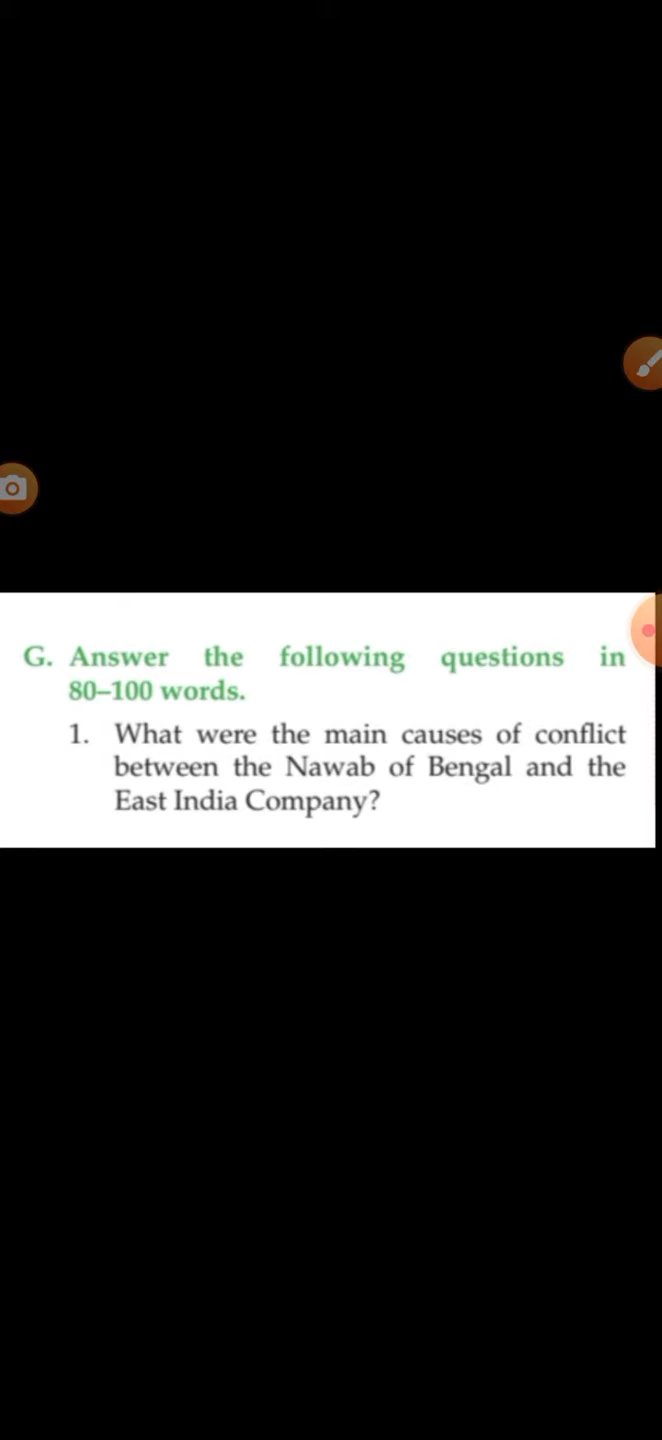 G. Answer the following questions in
80–100 words.
1. What were the main causes of conflict
between the Nawab of Bengal and the
East India Company?